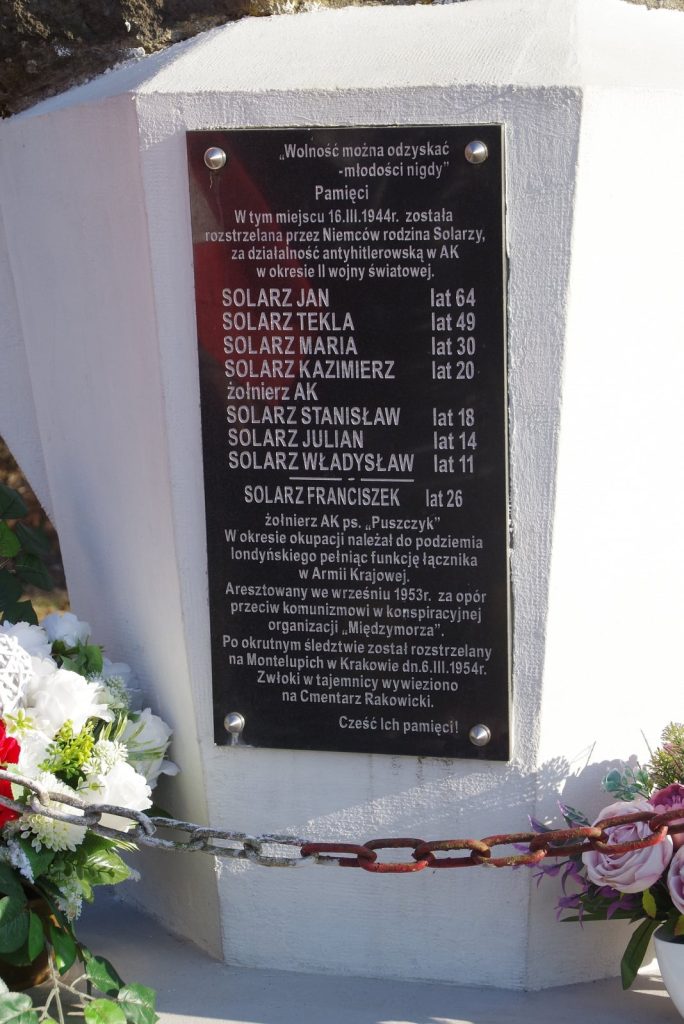 „Wolność można odzyskać
-młodości nigdy”
Pamięci
W tym miejscu 16.III.1944r. została
rozstrzelana przez Niemców rodzina Solarzy,
za działalność antyhitlerowską w AK
w okresie II wojny światowej.
SOLARZ JAN lat 64
SOLARZ TEKLA lat 49
SOLARZ MARIA lat 30
SOLARZ KAZIMIERZ lat 20
żołnierz AK
SOLARZ STANISŁAW lat 18
SOLARZ JULIAN lat 14
SOLARZ WŁADYSŁAW lat 11
SOLARZ FRANCISZEK lat 26
żołnierz AK ps. „Puszczyk”
W okresie okupacji należał do podziemia
londyńskiego pełniąc funkcję łącznika
w Armii Krajowej.
Aresztowany we wrześniu 1953r. za opór
przeciw komunizmowi w konspiracyjnej
organizacji „Międzymorza”.
Po okrutnym śledztwie został rozstrzelany
na Montelupich w Krakowie dn.6.III.1954r.
Zwłoki w tajemnicy wywieziono
na Cmentarz Rakowicki.
Cześć Ich pamięci!